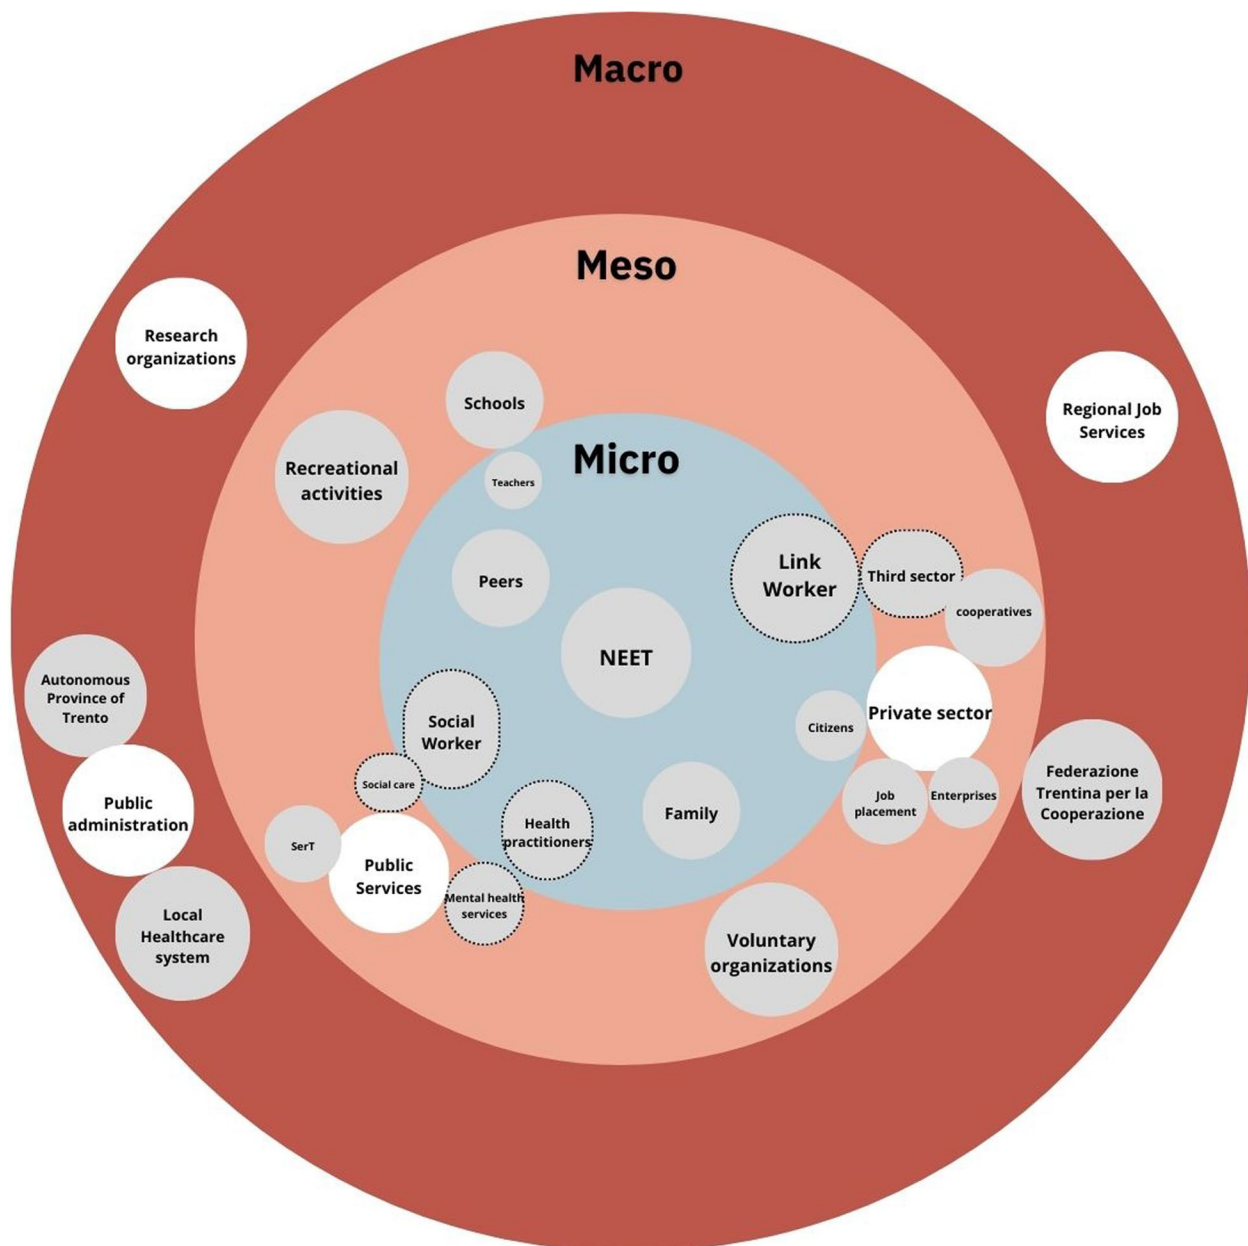 Macro
Meso
Research
organizations
Schools
Regional Job
Services
Micro
Recreational
activities
Teachers
Peers
Link
Worker
Third sector
cooperatives
NEET
Autonomous
Province of
Trento
Social
Worker
Citizens
Private sector
Social care
Public
administration
Health
practitioners
Family
Job
placement
Enterprises
Federazione
Trentina per la
Cooperazione
SerT
Public
Services
Mental health
services
Local
Healthcare
system
Voluntary
organizations